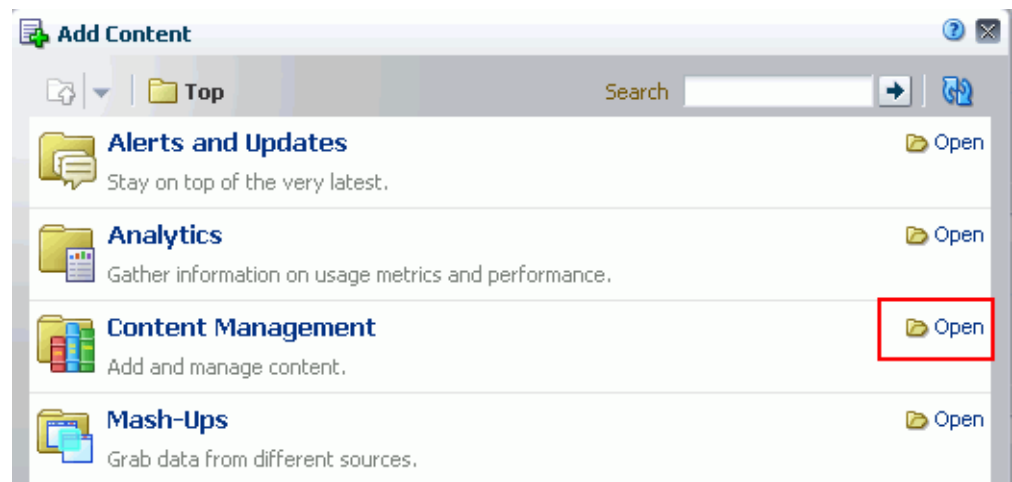 Add Content
Top Search
Alerts and Updates Open
Stay on top of the very latest.
Analytics Open
Gather information on usage metrics and performance.
Content Management Open
Add and manage content.
Mash-Ups Open
Grab data from different sources.